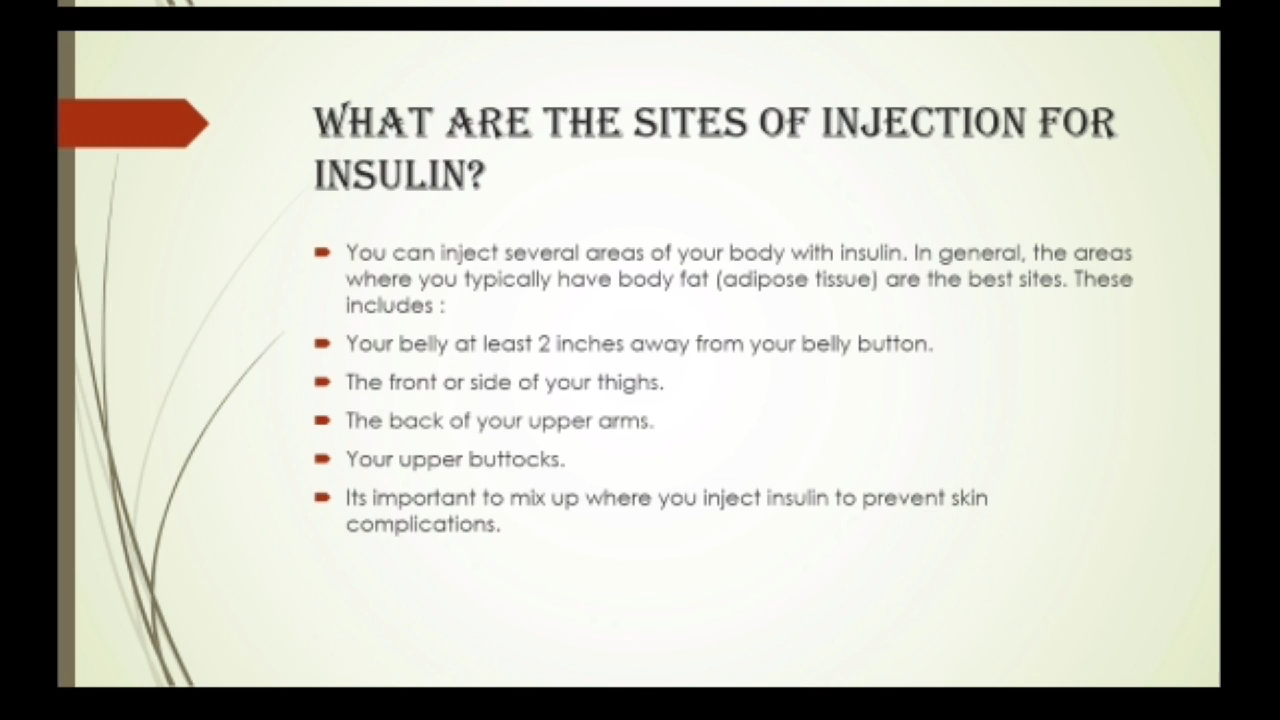 WHAT ARE THE SITES OF INJECTION FOR
INSULIN?
You can inject several areas of your body with insulin. In general, the areas
where you typically have body fat (adipose tissue) are the best sites. These
includes :
Your belly at least 2 inches away from your belly button.
The front or side of your thighs.
The back of your upper arms.
Your upper buttocks.
Its important to mix up where you inject insulin to prevent skin
complications.